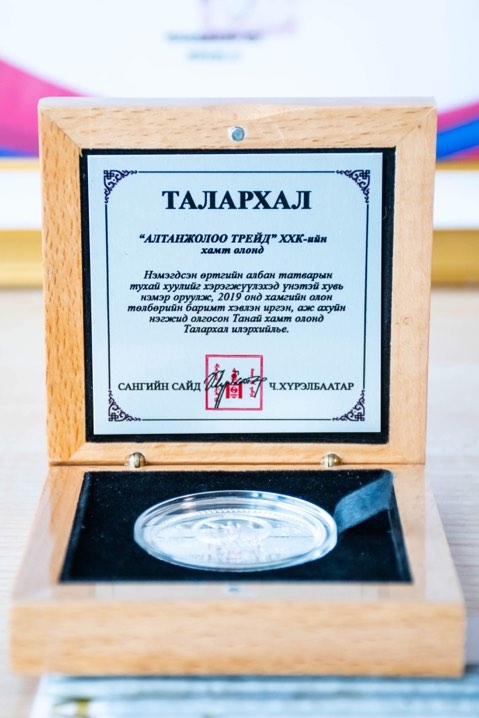 ТАЛАРХАЛ
"АЛТАНЖОЛОО ТРЕЙД" ХХК-ийн
хамт олонд
Нэмэгдсэн өртгийн албан татварын
тухай хуулийг хэрэгжүүлэхэд үнэтэй хувь
нэмэр оруулж, 2019 онд хамгийн олон
төлбөрийн баримт хэвлэн иргэн, аж ахуйн
нэгжид олгосон Танай хамт олонд
Талархал илэрхийлье.
САНГИЙН САЙД Ч.ХҮРЭЛБААТАР